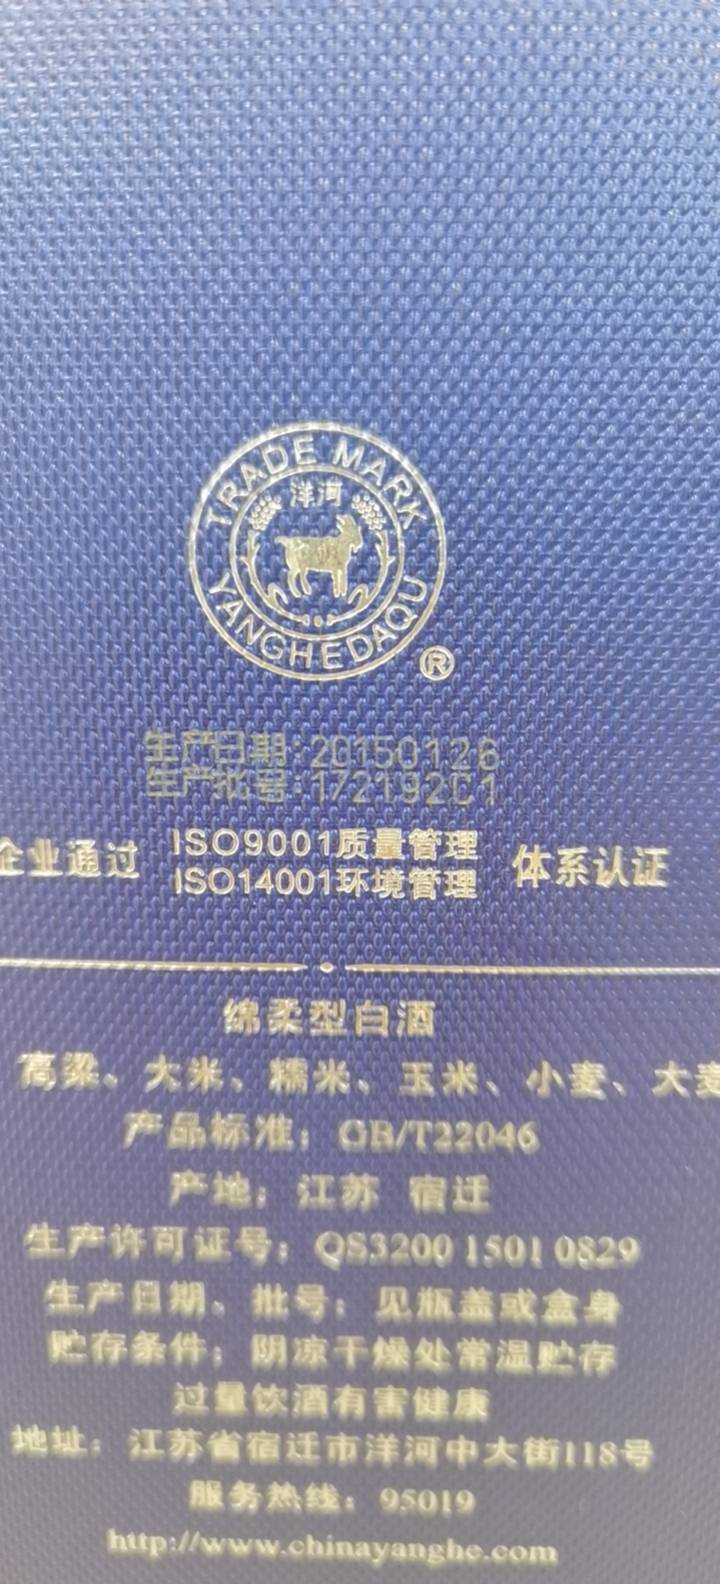 TRADE MARK
洋河
YANGHE DAQU
®
生产日期:20150126
生产批号:172192C1
企业通过 ISO9001质量管理 体系认证
ISO14001环境管理
绵柔型白酒
高粱、大米、糯米、玉米、小麦、大麦
产品标准：GB/T22046
产地：江苏 宿迁
生产许可证号：QS3200 1501 0829
生产日期、批号：见瓶盖或盒身
贮存条件：阴凉干燥处常温贮存
过量饮酒有害健康
地址：江苏省宿迁市洋河中大街118号
服务热线：95019
http://www.chinayanghe.com